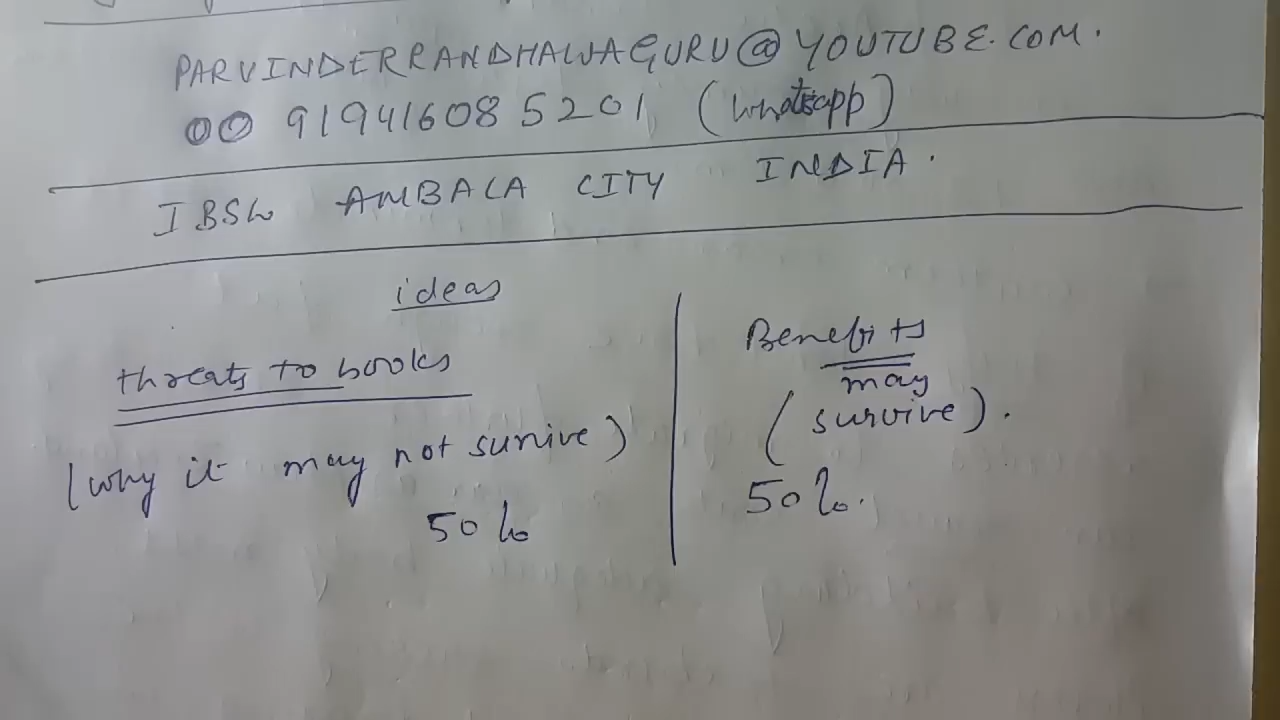 PARVINDERRANDHAWAGURU@YOUTUBE.COM.
00 919416085201 (whatsapp)
IBSW AMBALA CITY INDIA.
ideas
threats to books
(why it may not survive)
50%
Benefits
may
(survive).
50%.